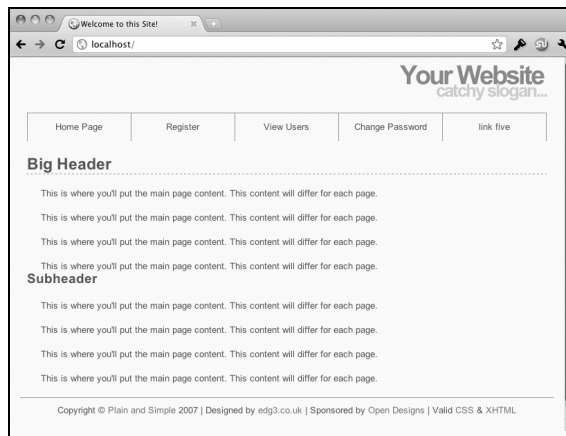 Welcome to this Site!
localhost/
Your Website
catchy slogan...
Home Page Register View Users Change Password link five
Big Header
This is where you'll put the main page content. This content will differ for each page.
This is where you'll put the main page content. This content will differ for each page.
This is where you'll put the main page content. This content will differ for each page.
This is where you'll put the main page content. This content will differ for each page.
Subheader
This is where you'll put the main page content. This content will differ for each page.
This is where you'll put the main page content. This content will differ for each page.
This is where you'll put the main page content. This content will differ for each page.
This is where you'll put the main page content. This content will differ for each page.
Copyright © Plain and Simple 2007 | Designed by edg3.co.uk | Sponsored by Open Designs | Valid CSS & XHTML